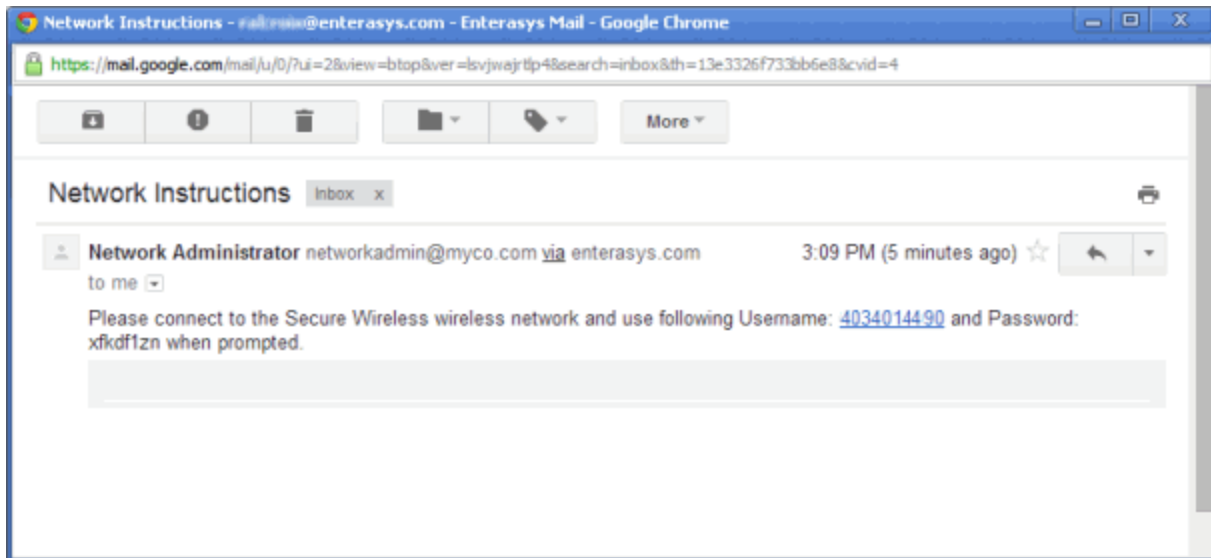 Network Instructions - @enterasys.com - Enterasys Mail - Google Chrome
https://mail.google.com/mail/u/0/?ui=2&view=btop&ver=lsvjwajrtlp4&search=inbox&th=13e3326f733bb6e8&cvid=4
More
Network Instructions Inbox x
Network Administrator networkadmin@myco.com via enterasys.com 3:09 PM (5 minutes ago)
to me
Please connect to the Secure Wireless wireless network and use following Username: 4034014490 and Password:
xfkdf1zn when prompted.